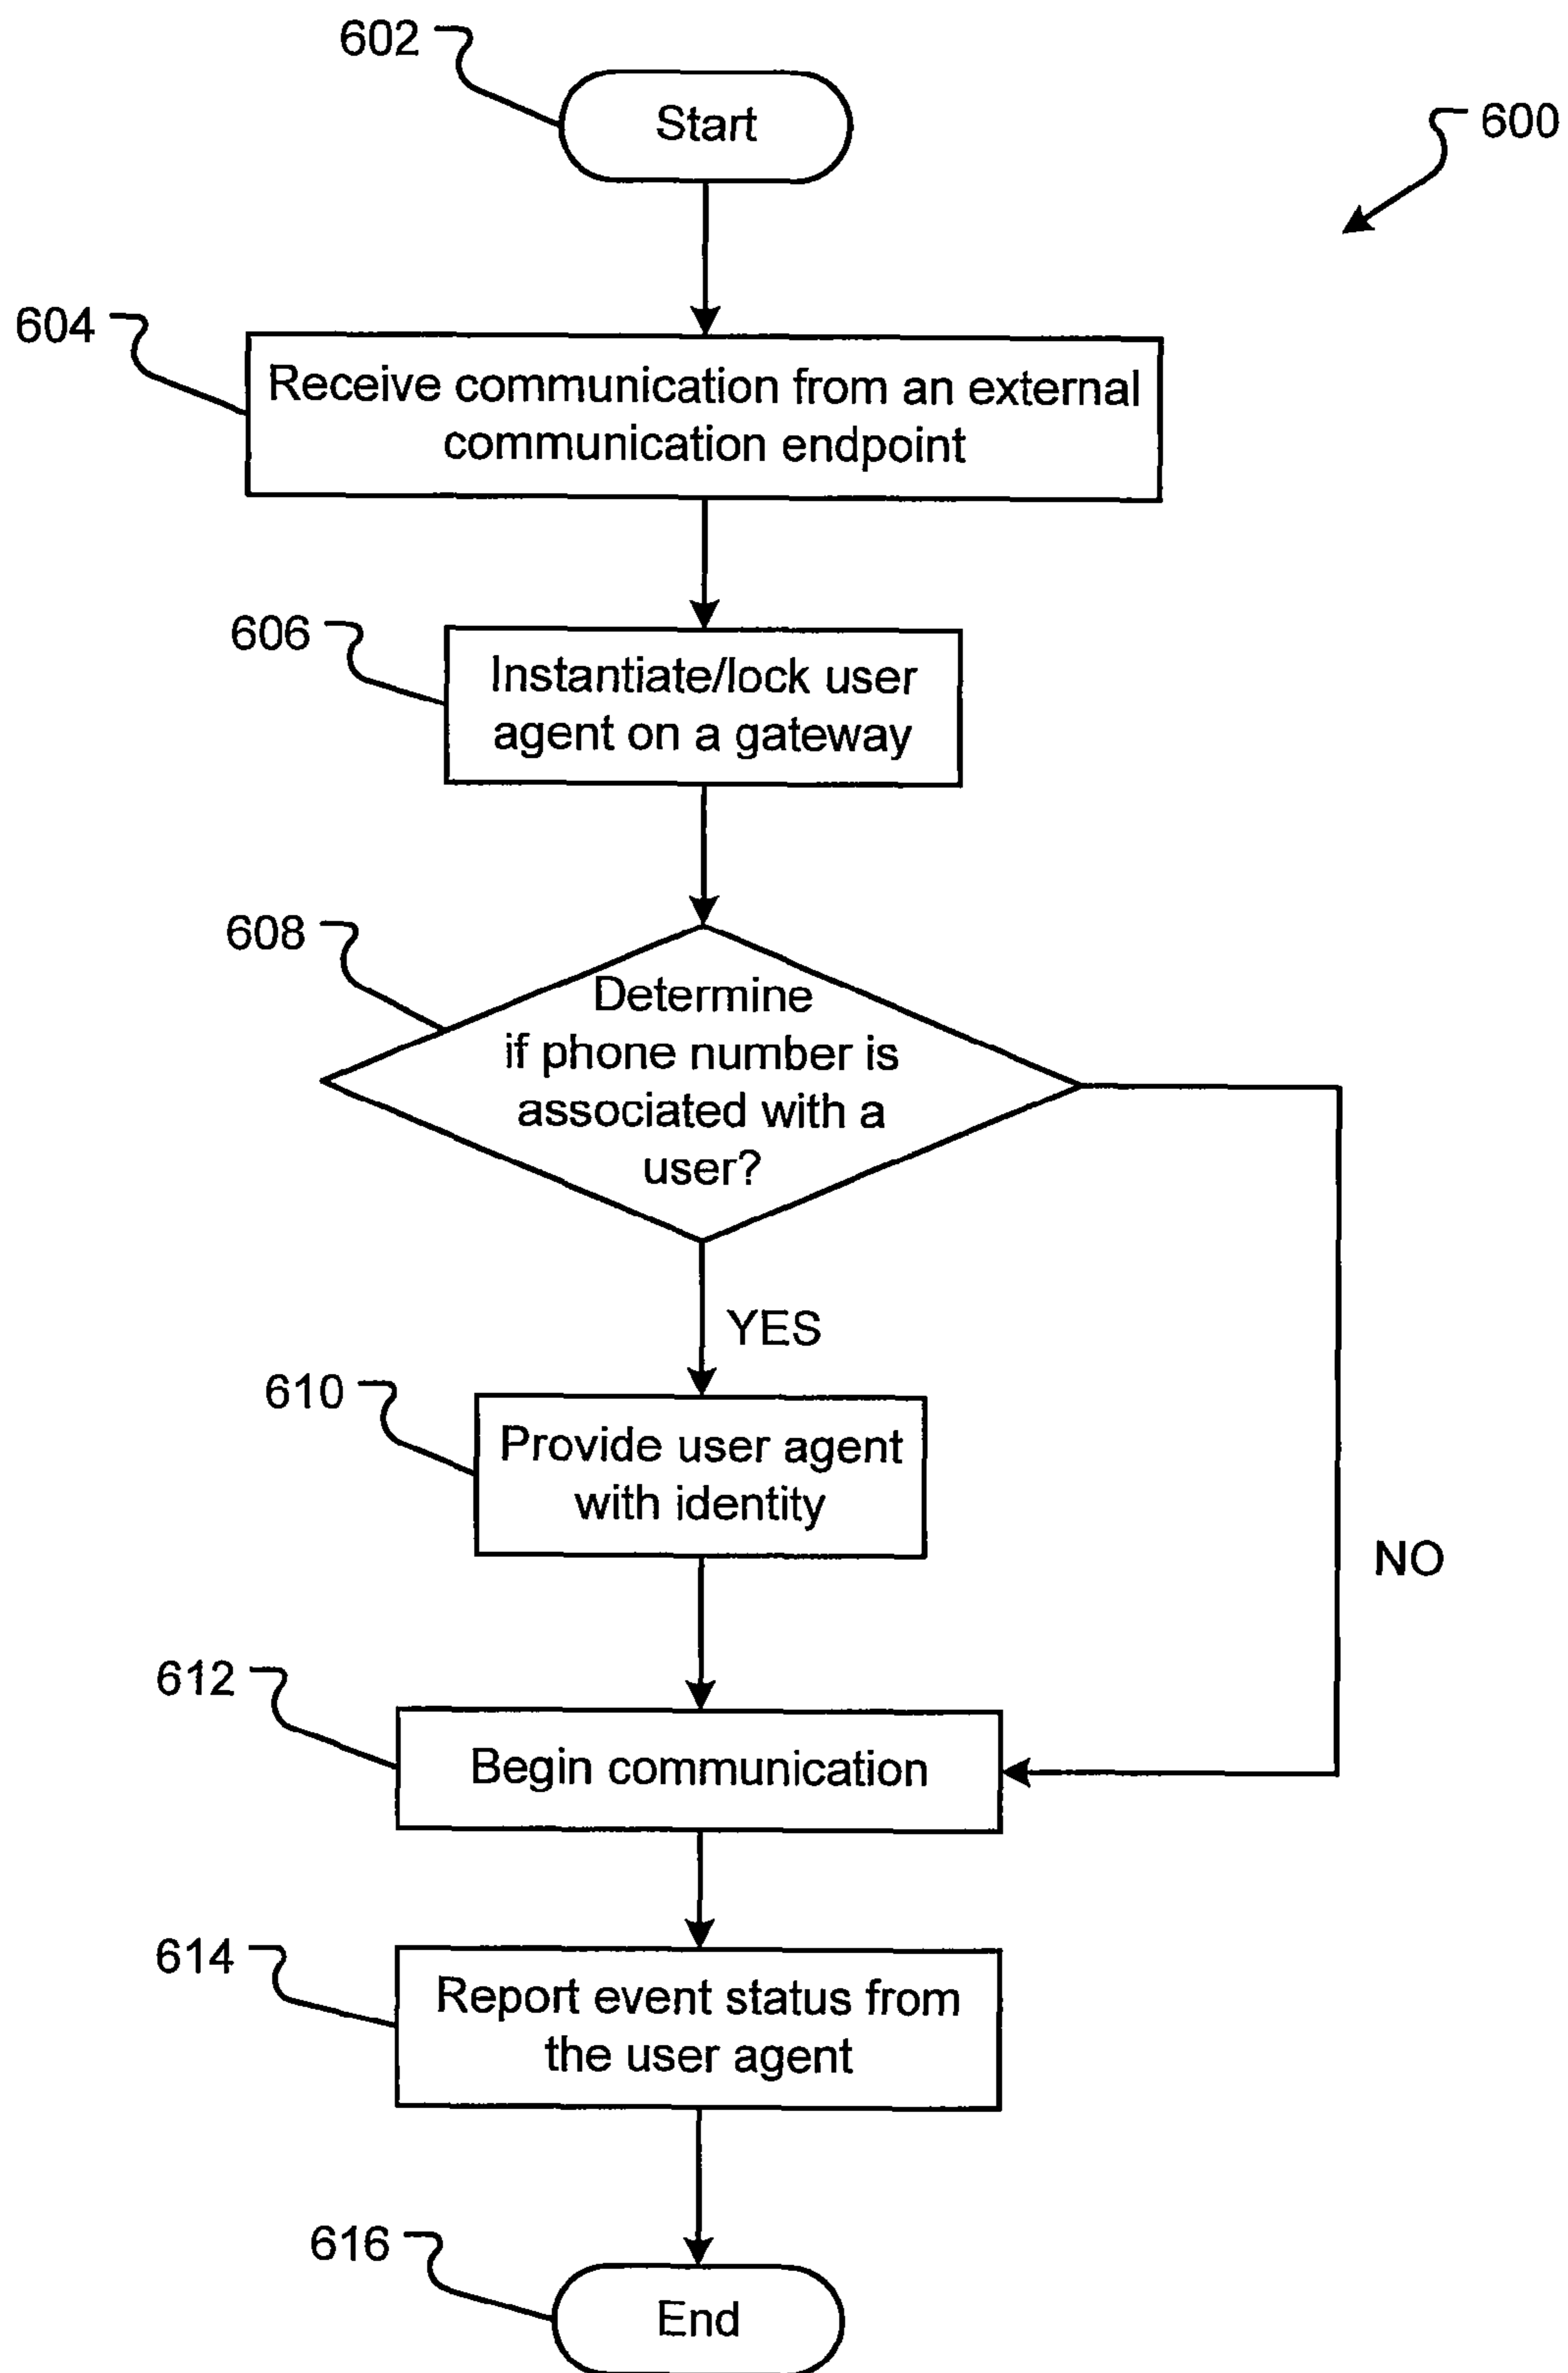 602
Start
600
604
Receive communication from an external
communication endpoint
606
Instantiate/lock user
agent on a gateway
608
Determine
if phone number is
associated with a
user?
YES
610
Provide user agent
with identity
NO
612
Begin communication
614
Report event status from
the user agent
616
End